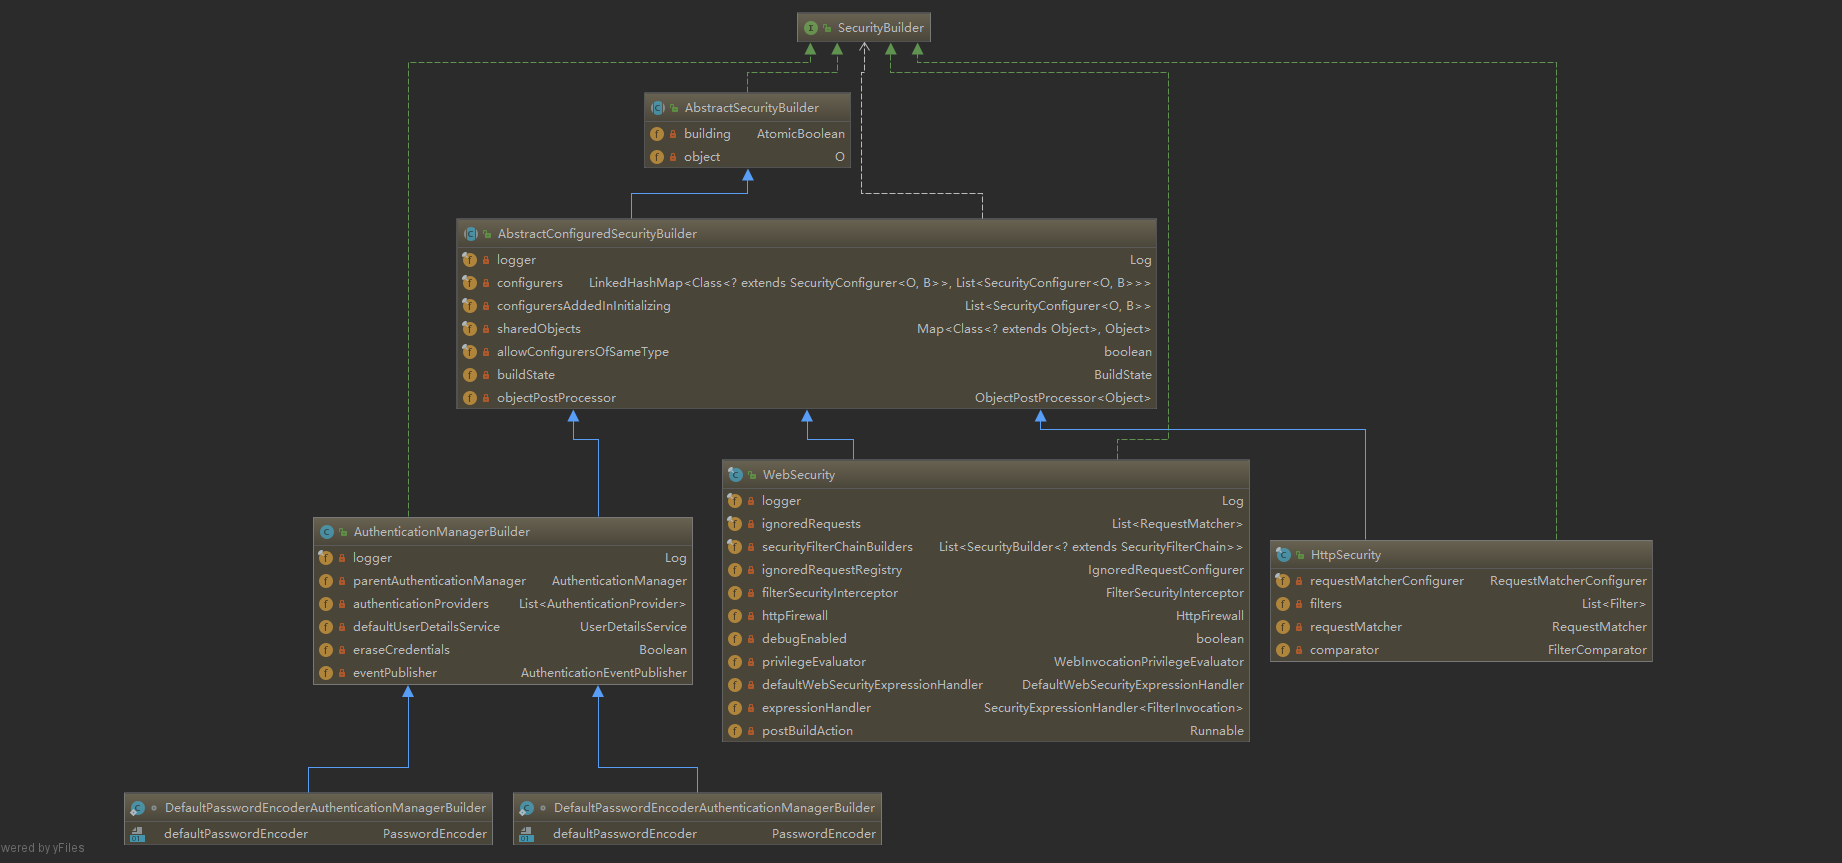 SecurityBuilder
AbstractSecurityBuilder
building AtomicBoolean
object O
AbstractConfiguredSecurityBuilder
logger Log
configurers LinkedHashMap<Class<? extends SecurityConfigurer<O, B>>, List<SecurityConfigurer<O, B>>>
configurersAddedInInitializing List<SecurityConfigurer<O, B>>
sharedObjects Map<Class<? extends Object>, Object>
allowConfigurersOfSameType boolean
buildState BuildState
objectPostProcessor ObjectPostProcessor<Object>
AuthenticationManagerBuilder
logger Log
parentAuthenticationManager AuthenticationManager
authenticationProviders List<AuthenticationProvider>
defaultUserDetailsService UserDetailsService
eraseCredentials Boolean
eventPublisher AuthenticationEventPublisher
WebSecurity
logger Log
ignoredRequests List<RequestMatcher>
securityFilterChainBuilders List<SecurityBuilder<? extends SecurityFilterChain>>
ignoredRequestRegistry IgnoredRequestConfigurer
filterSecurityInterceptor FilterSecurityInterceptor
httpFirewall HttpFirewall
debugEnabled boolean
privilegeEvaluator WebInvocationPrivilegeEvaluator
defaultWebSecurityExpressionHandler DefaultWebSecurityExpressionHandler
expressionHandler SecurityExpressionHandler<FilterInvocation>
postBuildAction Runnable
HttpSecurity
requestMatcherConfigurer RequestMatcherConfigurer
filters List<Filter>
requestMatcher RequestMatcher
comparator FilterComparator
DefaultPasswordEncoderAuthenticationManagerBuilder
defaultPasswordEncoder PasswordEncoder
DefaultPasswordEncoderAuthenticationManagerBuilder
defaultPasswordEncoder PasswordEncoder
wered by yFiles